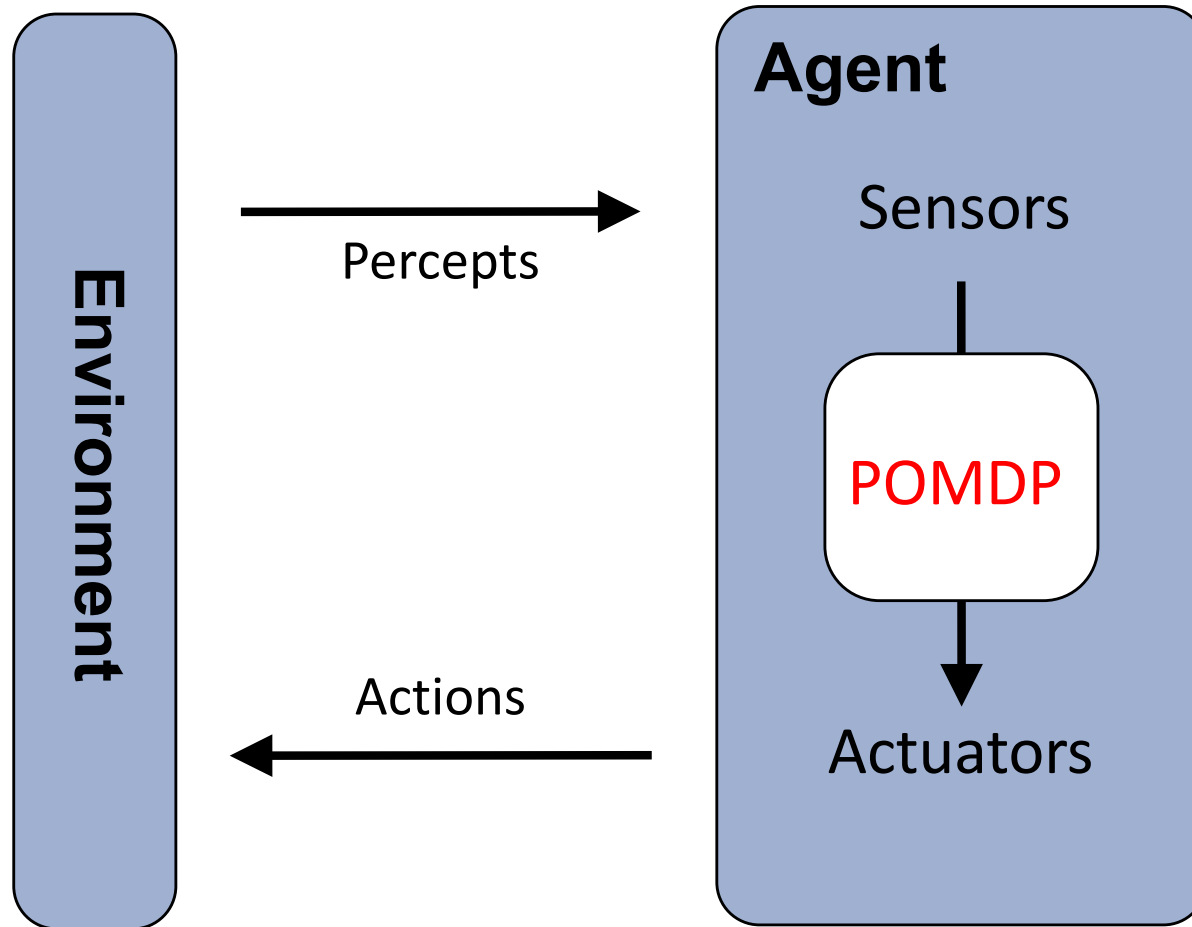 Environment
Percepts
Actions
Agent
Sensors
POMDP
Actuators